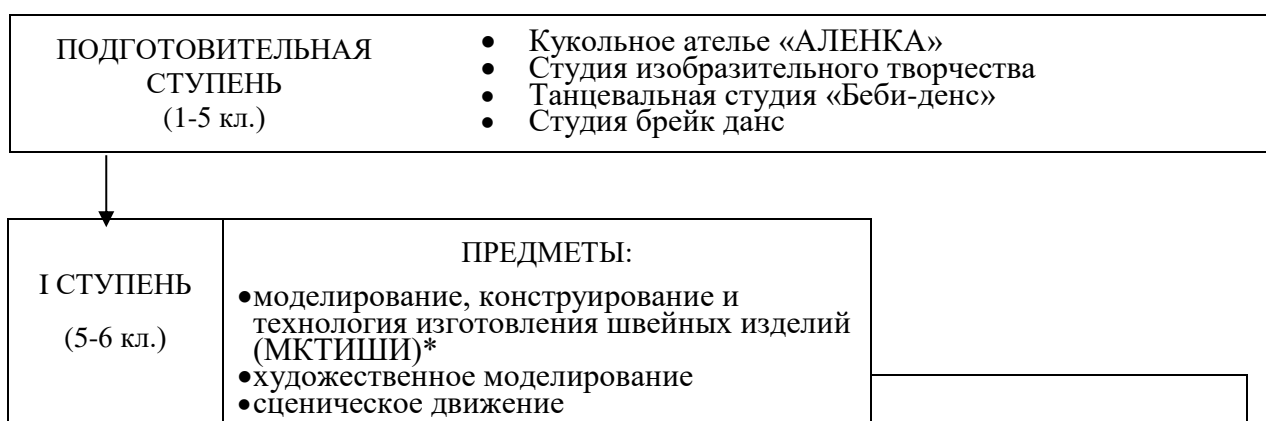 ПОДГОТОВИТЕЛЬНАЯ
СТУПЕНЬ
(1-5 кл.)
• Кукольное ателье «АЛЕНКА»
• Студия изобразительного творчества
• Танцевальная студия «Беби-денс»
• Студия брейк данс
I СТУПЕНЬ
(5-6 кл.)
ПРЕДМЕТЫ:
•моделирование, конструирование и
технология изготовления швейных изделий
(МКТИШИ)*
•художественное моделирование
•сценическое движение